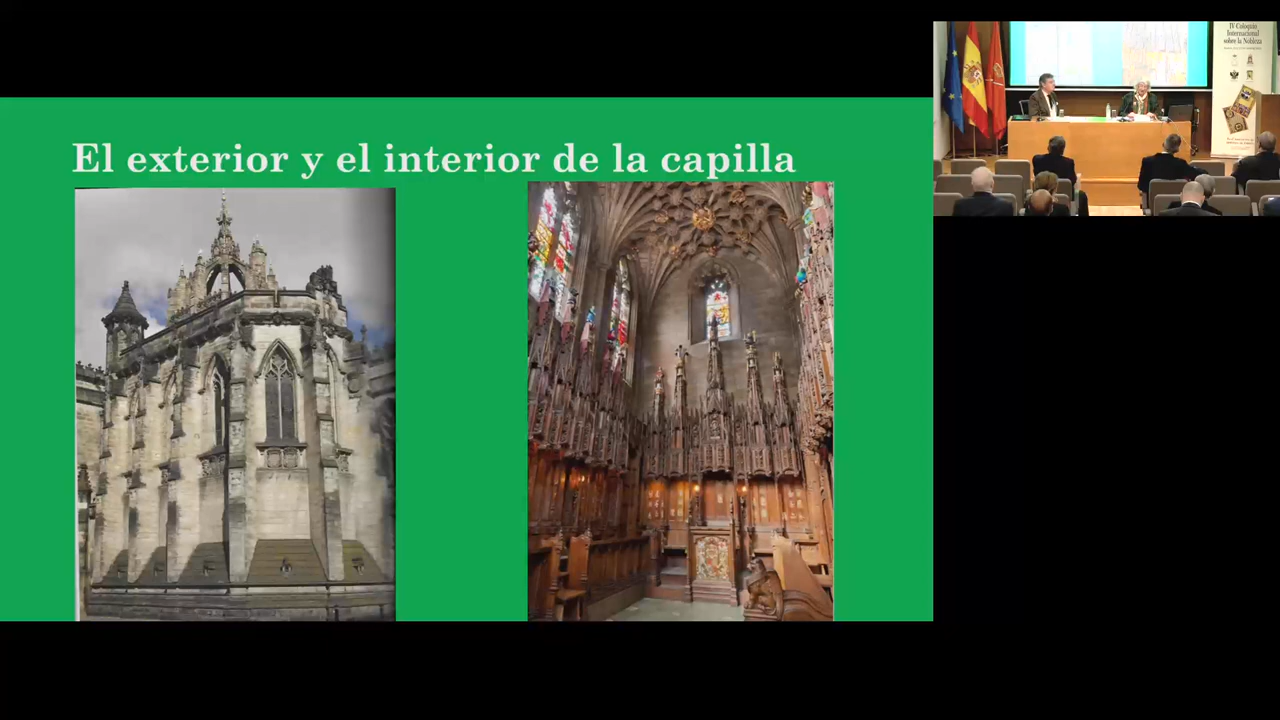 El exterior y el interior de la capilla
IV Coloquio
Internacional
sobre la Nobleza